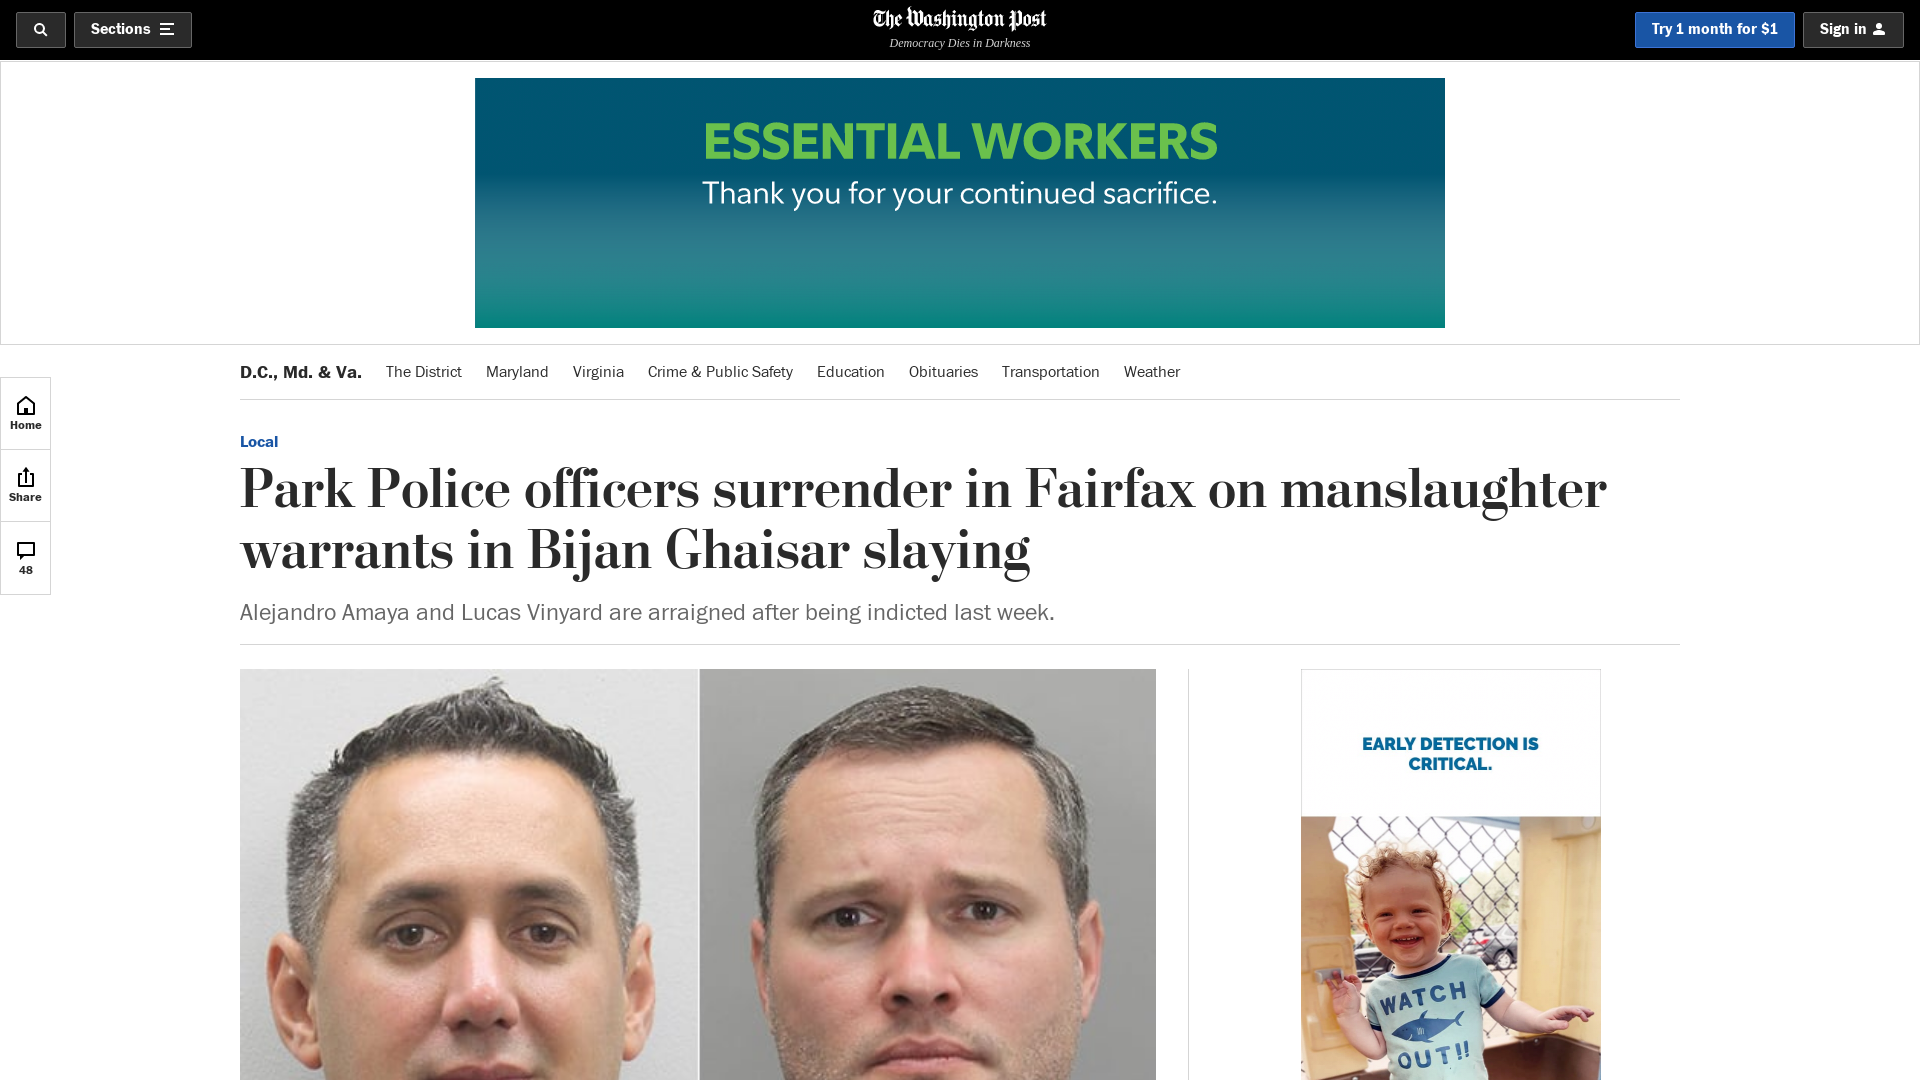 Sections
The Washington Post
Democracy Dies in Darkness
Try 1 month for $1
Sign in
ESSENTIAL WORKERS
Thank you for your continued sacrifice.
D.C., Md. & Va.
The District
Maryland
Virginia
Crime & Public Safety
Education
Obituaries
Transportation
Weather
Home
Share
48
Local
Park Police officers surrender in Fairfax on manslaughter
warrants in Bijan Ghaisar slaying
Alejandro Amaya and Lucas Vinyard are arraigned after being indicted last week.
EARLY DETECTION IS
CRITICAL.
WATCH
OUT!!